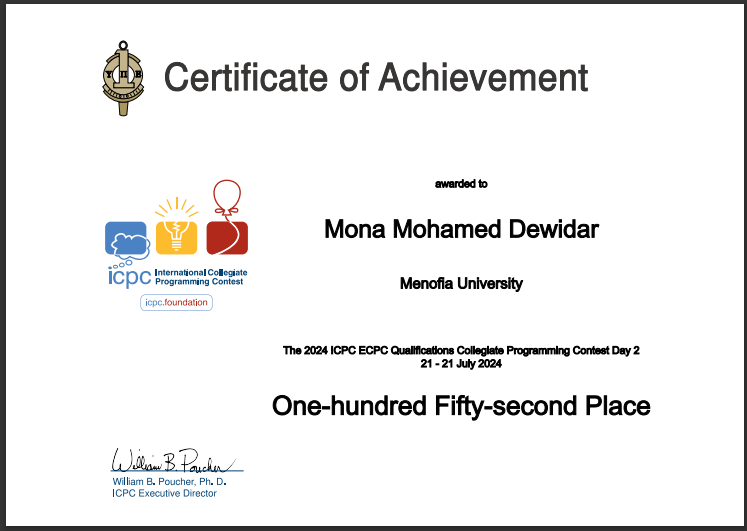 Certificate of Achievement
awarded to
Mona Mohamed Dewidar
Menofia University
icpc International Collegiate
Programming Contest
icpc.foundation
The 2024 ICPC ECPC Qualifications Collegiate Programming Contest Day 2
21 - 21 July 2024
One-hundred Fifty-second Place
William B. Poucher
William B. Poucher, Ph. D.
ICPC Executive Director